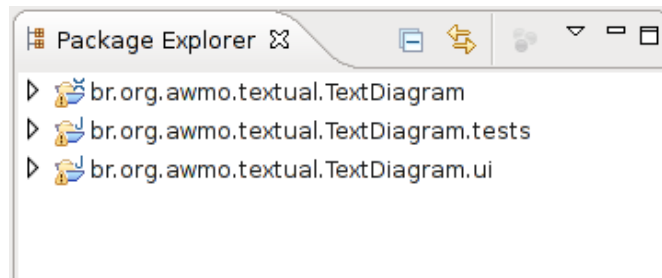 Package Explorer
br.org.awmo.textual.TextDiagram
br.org.awmo.textual.TextDiagram.tests
br.org.awmo.textual.TextDiagram.ui